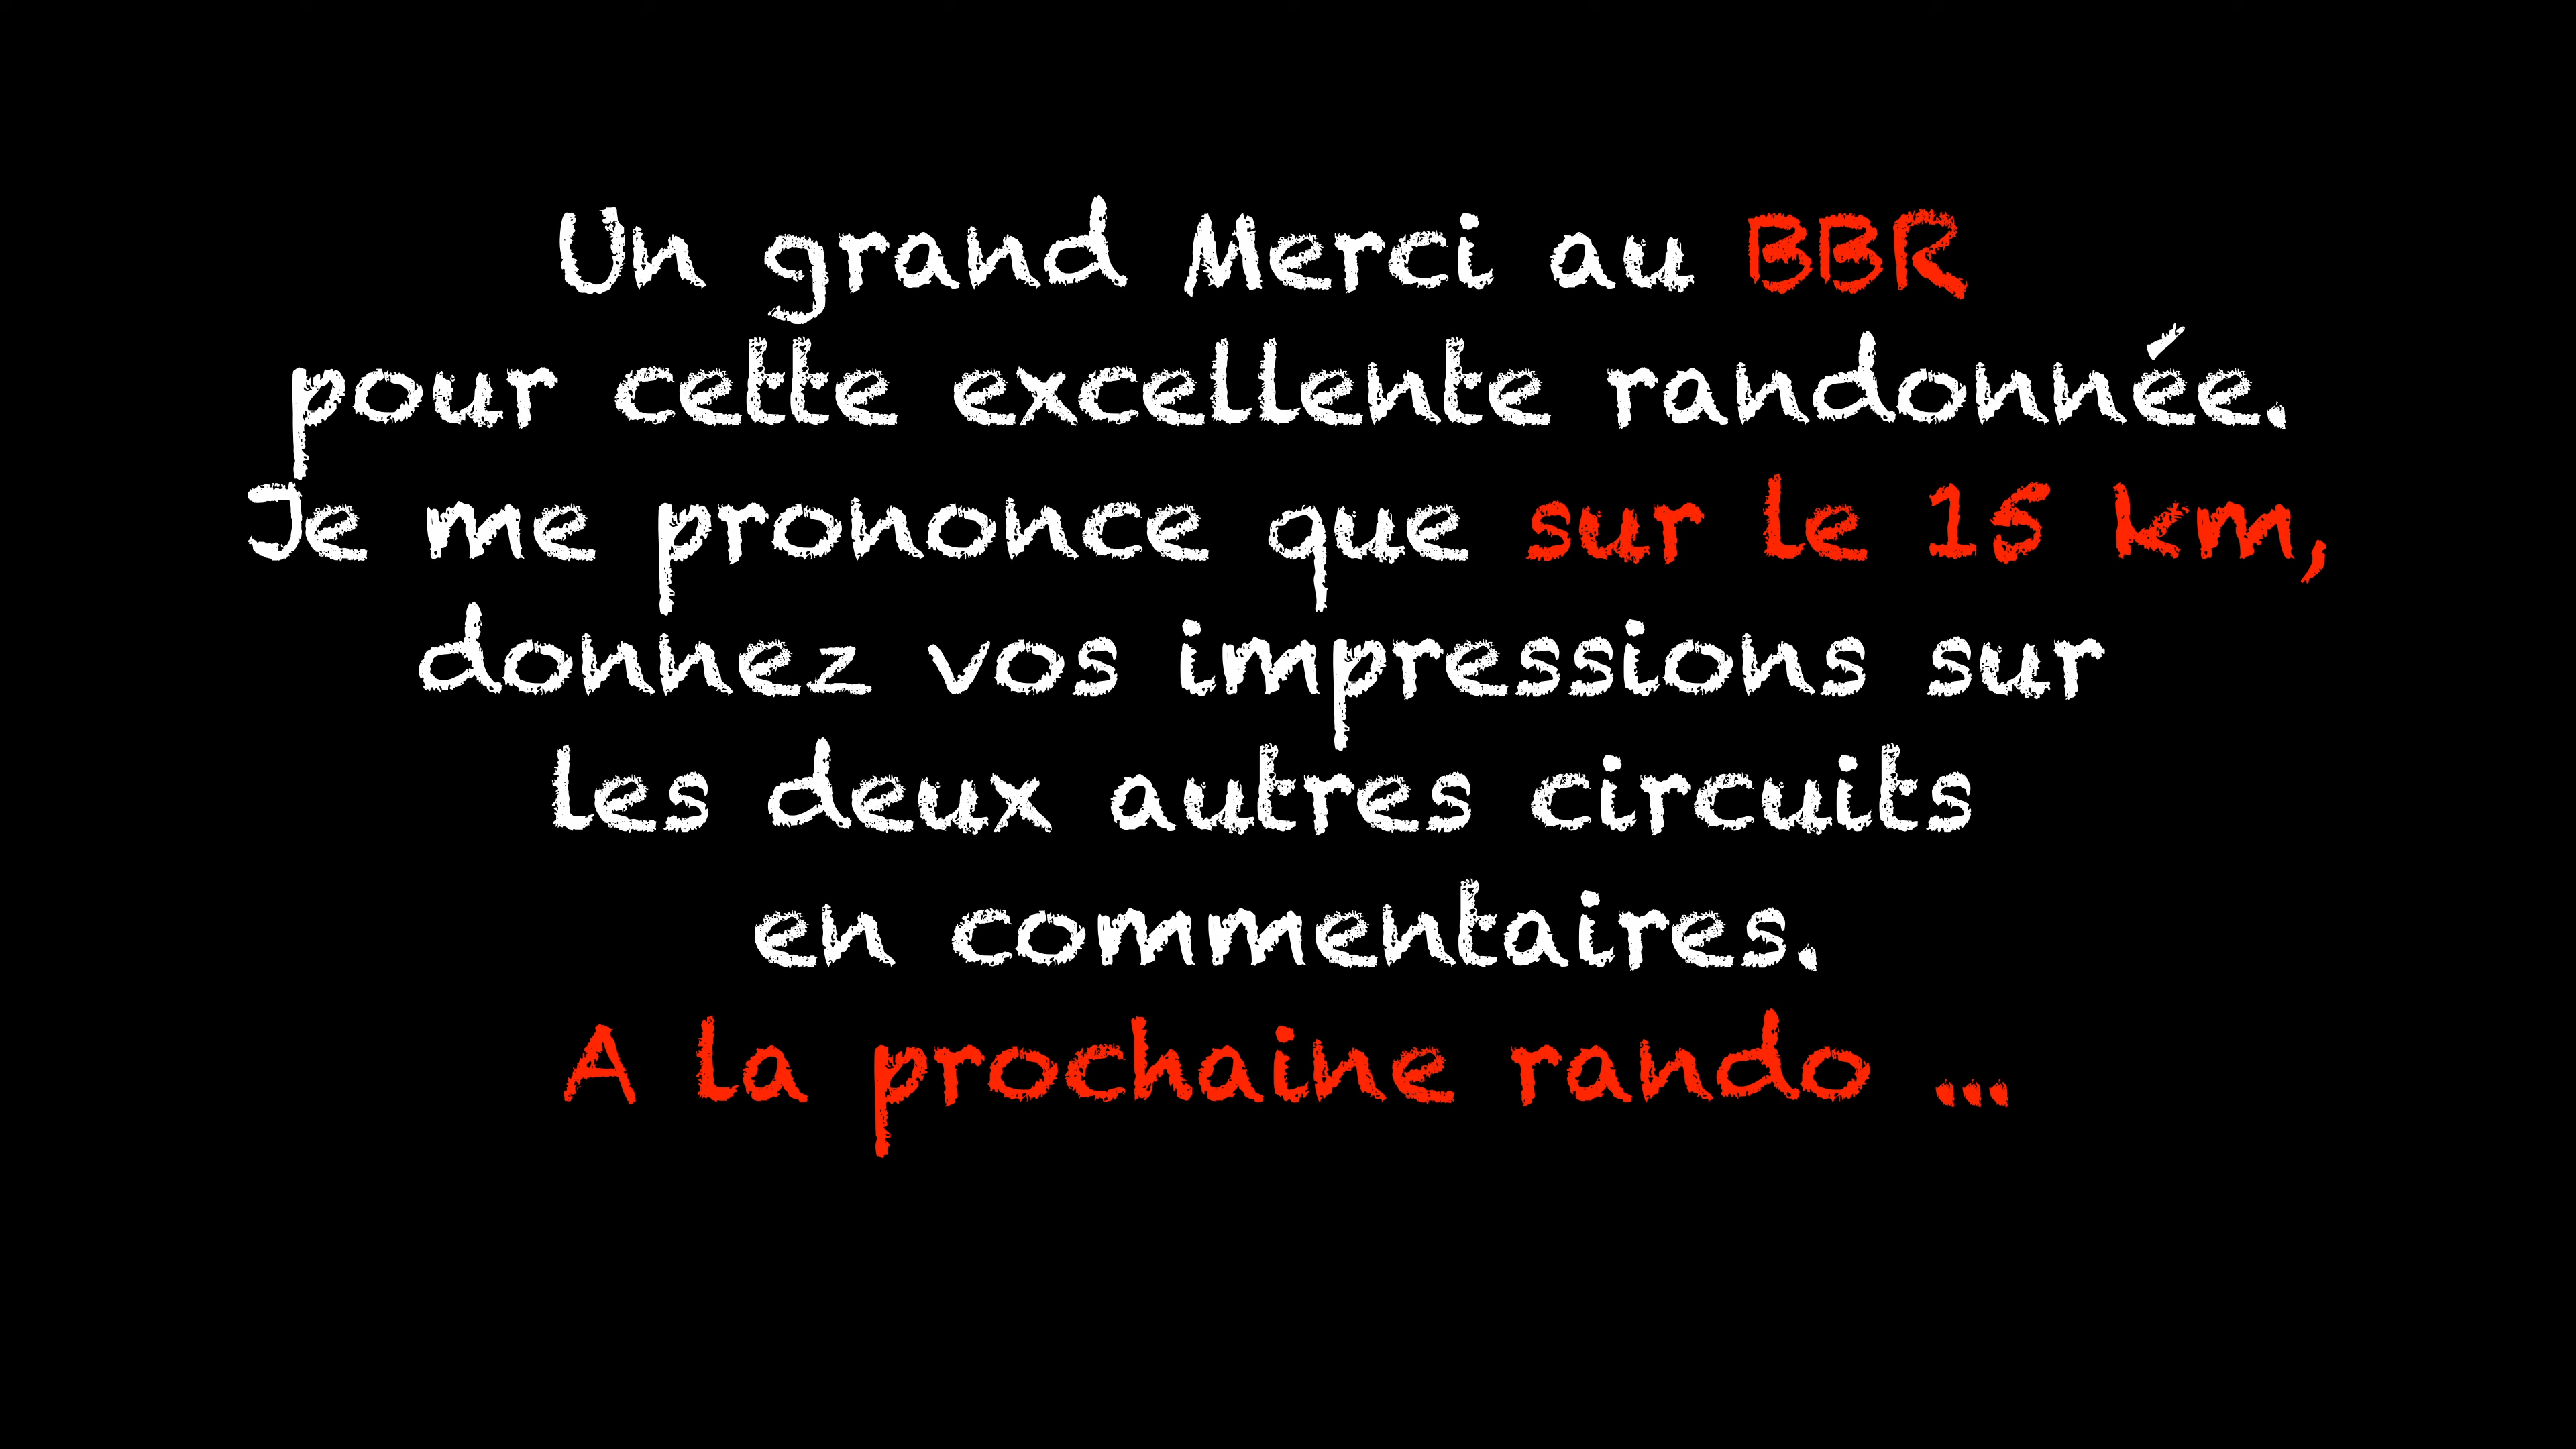 Un grand Merci au BBR
pour cette excellente randonnée.
Je me prononce que sur le 15 km,
donnez vos impressions sur
les deux autres circuits
en commentaires.
A la prochaine rando ...